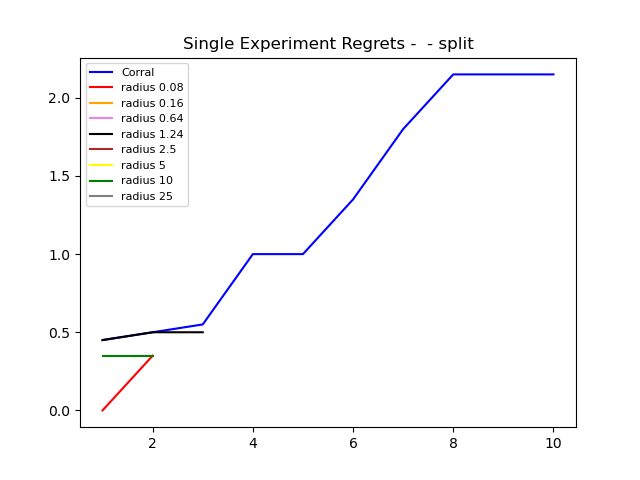 Single Experiment Regrets -  - split
Corral
radius 0.08
radius 0.16
radius 0.64
radius 1.24
radius 2.5
radius 5
radius 10
radius 25
2.0
1.5
1.0
0.5
0.0
2 4 6 8 10